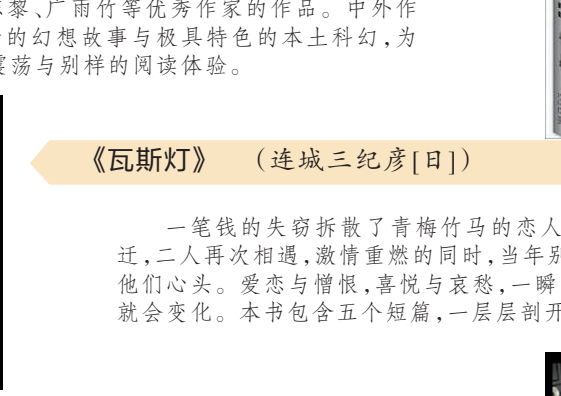 黎、广雨竹等优秀作家的作品。中外作
的幻想故事与极具特色的本土科幻,为
震荡与别样的阅读体验。
《瓦斯灯》 (连城三纪彦[日])
一笔钱的失窃拆散了青梅竹马的恋人
迁,二人再次相遇,激情重燃的同时,当年别
他们心头。爱恋与憎恨,喜悦与哀愁,一瞬
就会变化。本书包含五个短篇,一层层剖开